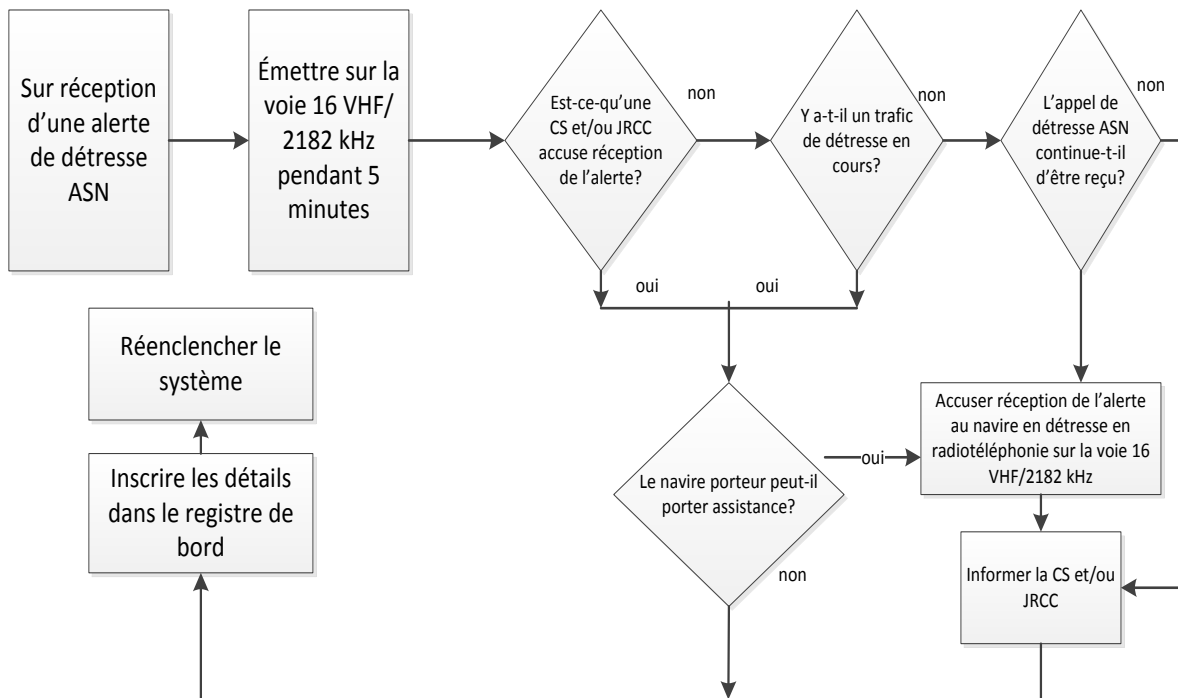 Sur réception
d’une alerte
de détresse
ASN
Émettre sur la
voie 16 VHF/
2182 kHz
pendant 5
minutes
Est-ce-qu’une
CS et/ou JRCC
accuse réception
de l’alerte?
non
Y a-t-il un trafic
de détresse en
cours?
non
L’appel de
détresse ASN
continue-t-il
d’être reçu?
non
oui
oui
Réenclencher le
système
Inscrire les détails
dans le registre de
bord
Le navire porteur peut-il
porter assistance?
oui
non
Accuser réception de l’alerte
au navire en détresse en
radiotéléphonie sur la voie 16
VHF/2182 kHz
Informer la CS et/ou
JRCC